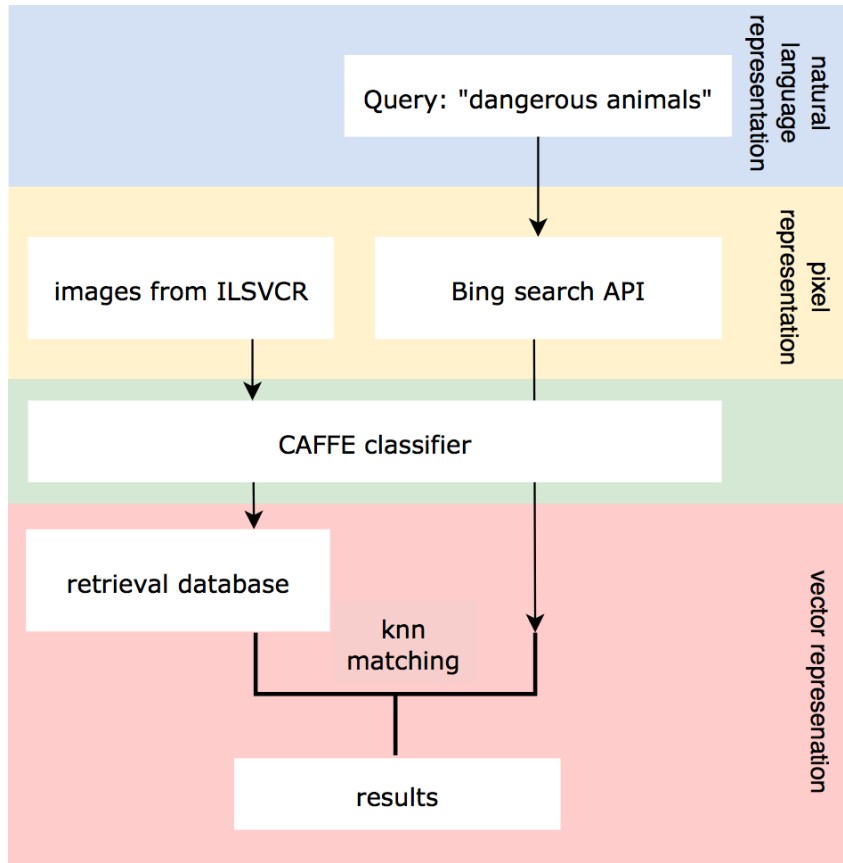 natural
language
representation
Query: "dangerous animals"
pixel
representation
images from ILSVCR
Bing search API
CAFFE classifier
vector represenation
retrieval database
knn
matching
results